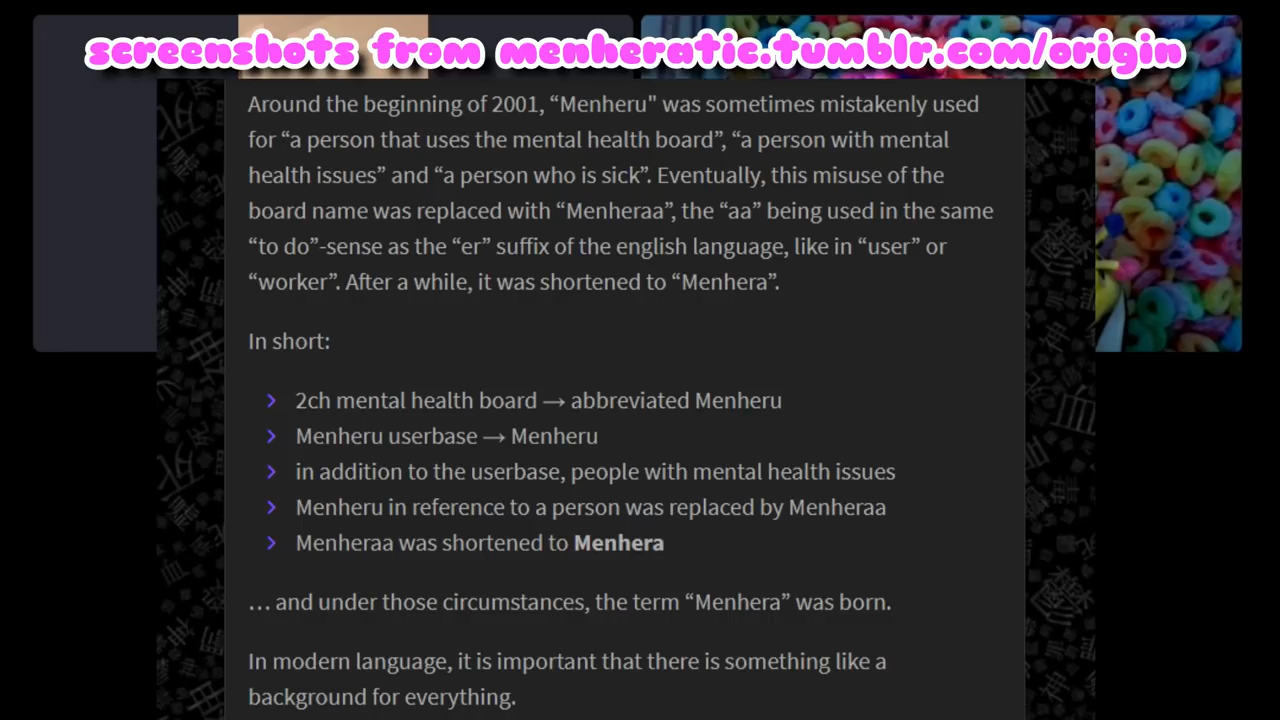 screenshots from menheratic.tumblr.com/origin
Around the beginning of 2001, “Menheru" was sometimes mistakenly used
for “a person that uses the mental health board”, “a person with mental
health issues” and “a person who is sick”. Eventually, this misuse of the
board name was replaced with “Menheraa”, the “aa” being used in the same
“to do”-sense as the “er” suffix of the english language, like in “user” or
“worker”. After a while, it was shortened to “Menhera”.
In short:
2ch mental health board → abbreviated Menheru
Menheru userbase → Menheru
in addition to the userbase, people with mental health issues
Menheru in reference to a person was replaced by Menheraa
Menheraa was shortened to Menhera
… and under those circumstances, the term “Menhera” was born.
In modern language, it is important that there is something like a
background for everything.